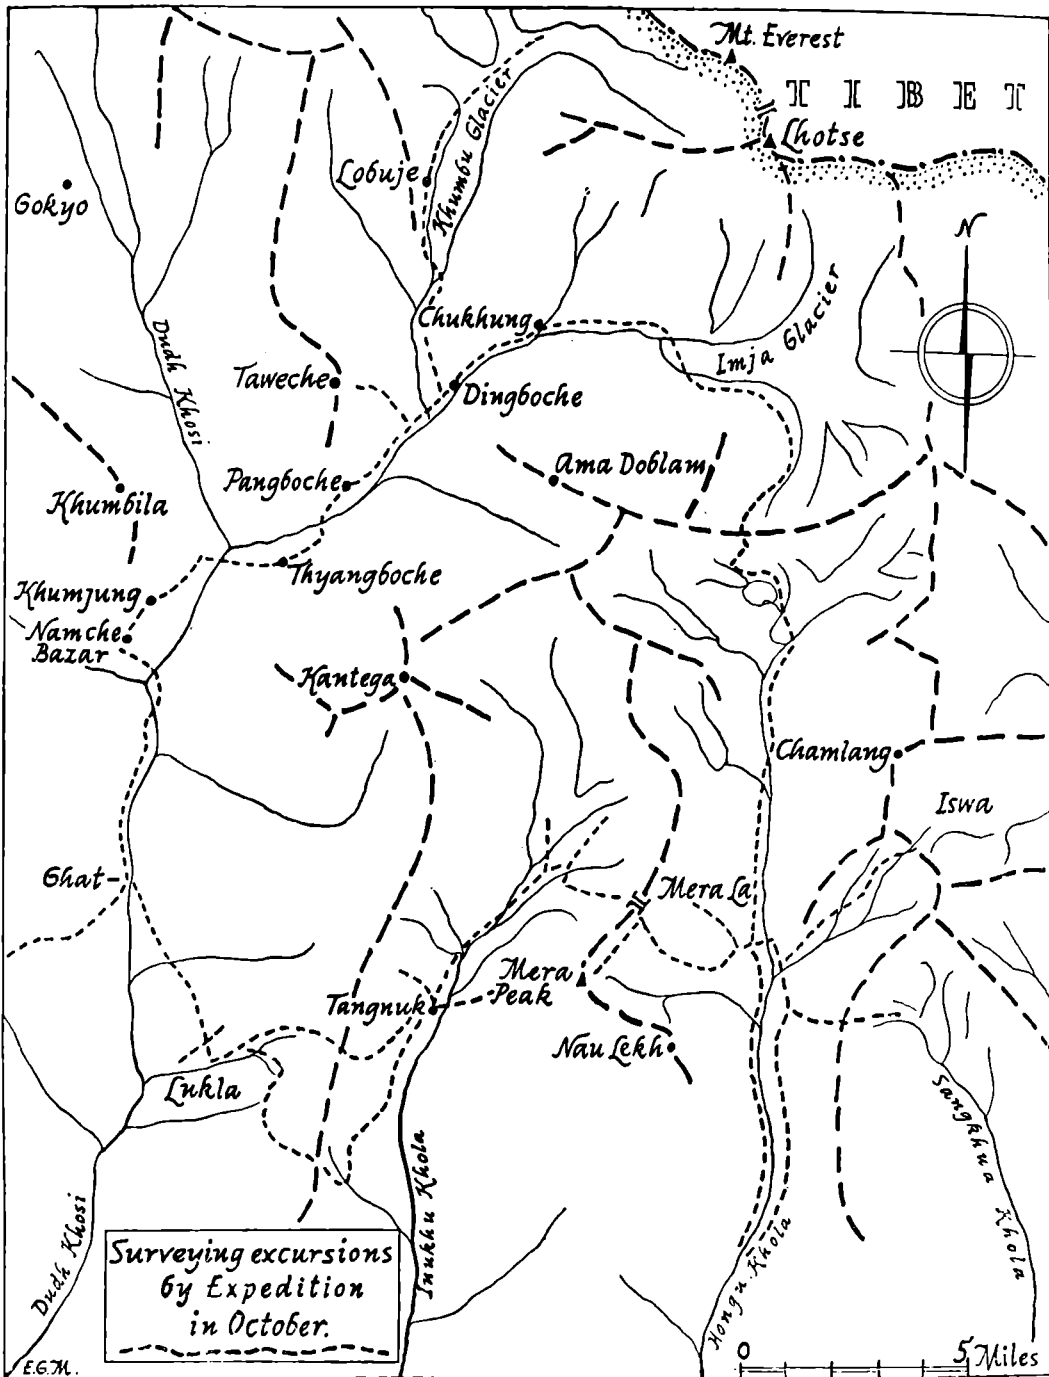 Mt. Everest
TIBET
Lhotse
Khumbu Glacier
Lobuje
Gokyo
N
Chukhung
Imja Glacier
Dudh Khosi
Taweche
Dingboche
Ama Doblam
Pangboche
Khumbila
Thyangboche
Khumjung
Namche
Bazar
Kantega
Chamlang
Iswa
Ghat
Mera La
Mera
Peak
Tangnuk
Nau Lekh
Lukla
Sangkhua Khola
Inukhu Khola
Hongu Khola
Dudh Khosi
Surveying excursions
by Expedition
in October.
0 5 Miles
E.G.M.